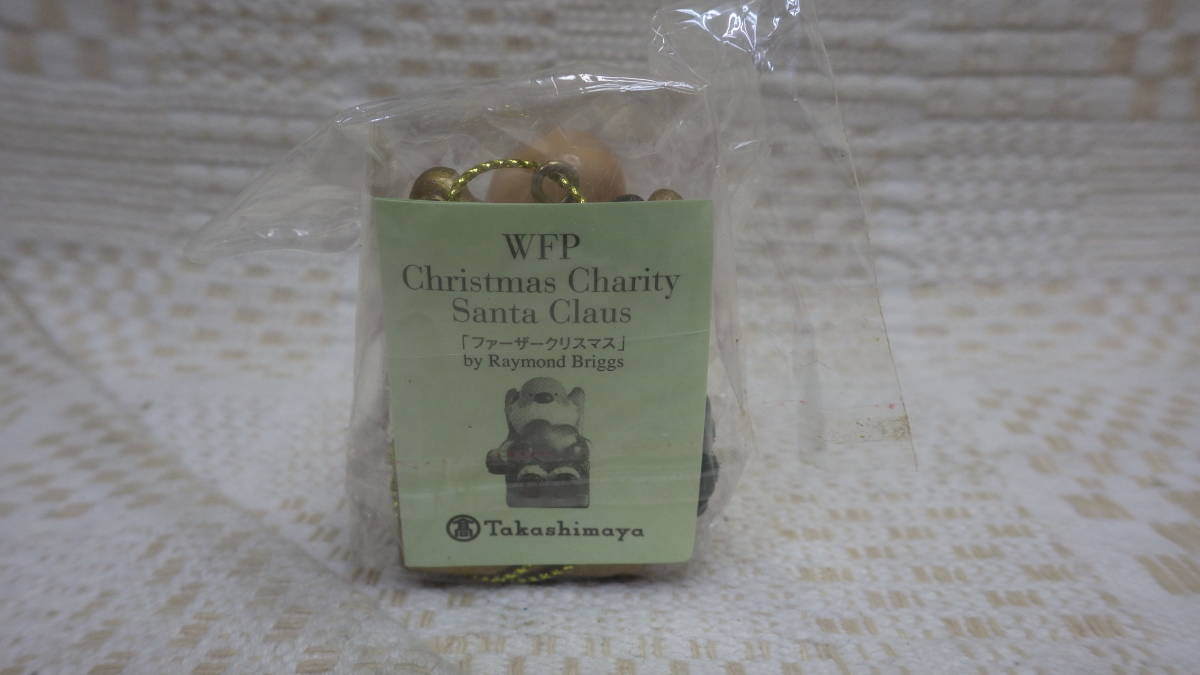 WFP
Christmas Charity
Santa Claus
「ファーザークリスマス」
by Raymond Briggs
髙 Takashimaya